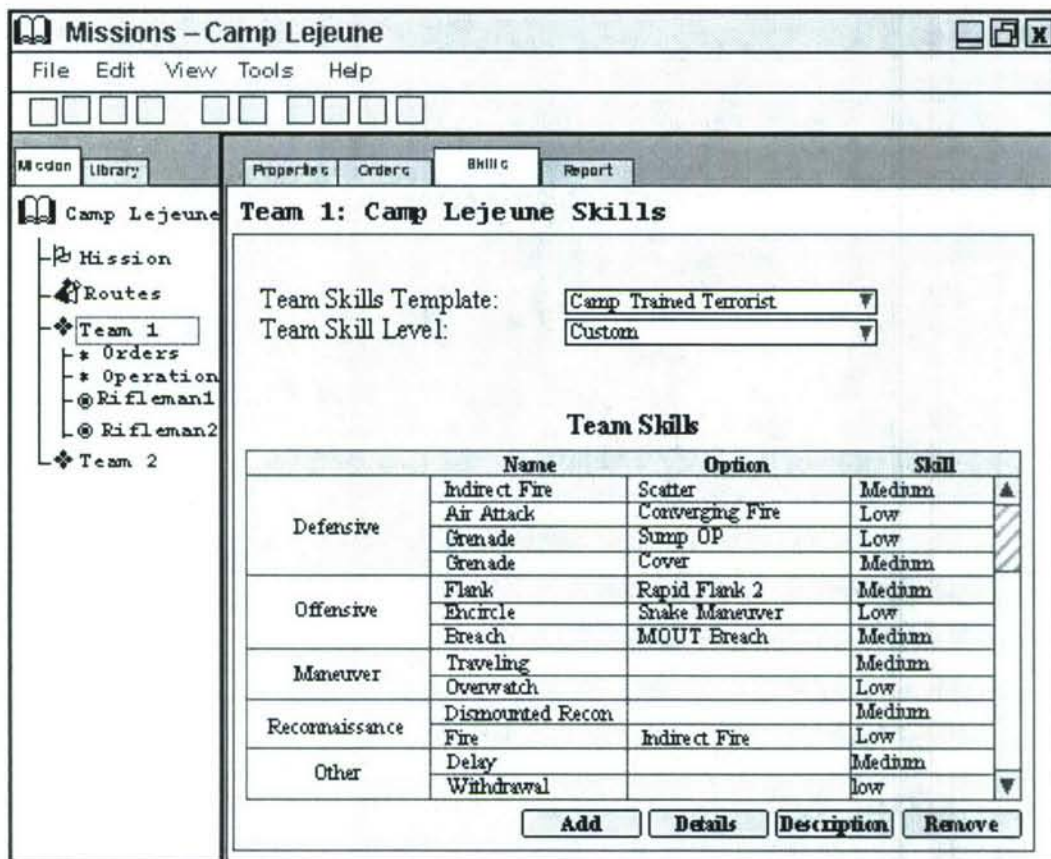 Missions – Camp Lejeune
File Edit View Tools Help
Mission Library
Properties Orders Skills Report
Camp Lejeune
Mission
Routes
Team 1
* Orders
* Operation
Rifleman1
Rifleman2
Team 2
Team 1: Camp Lejeune Skills
Team Skills Template: Camp Trained Terrorist
Team Skill Level: Custom
Team Skills
Name Option Skill
Defensive
Indirect Fire Scatter Medium
Air Attack Converging Fire Low
Grenade Sump OP Low
Grenade Cover Medium
Offensive
Flank Rapid Flank 2 Medium
Encircle Snake Maneuver Low
Breach MOUT Breach Medium
Maneuver
Traveling Medium
Overwatch Low
Reconnaissance
Dismounted Recon Medium
Fire Indirect Fire Low
Other
Delay Medium
Withdrawal low
Add Details Description Remove